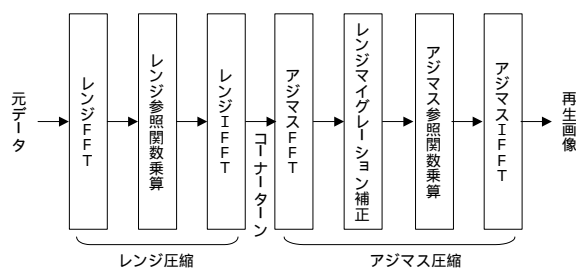 元データ
レンジFFT
レンジ参照関数乗算
レンジIFFT
コーナーターン
アジマスFFT
レンジマイグレーション補正
アジマス参照関数乗算
アジマスIFFT
再生画像
レンジ圧縮
アジマス圧縮